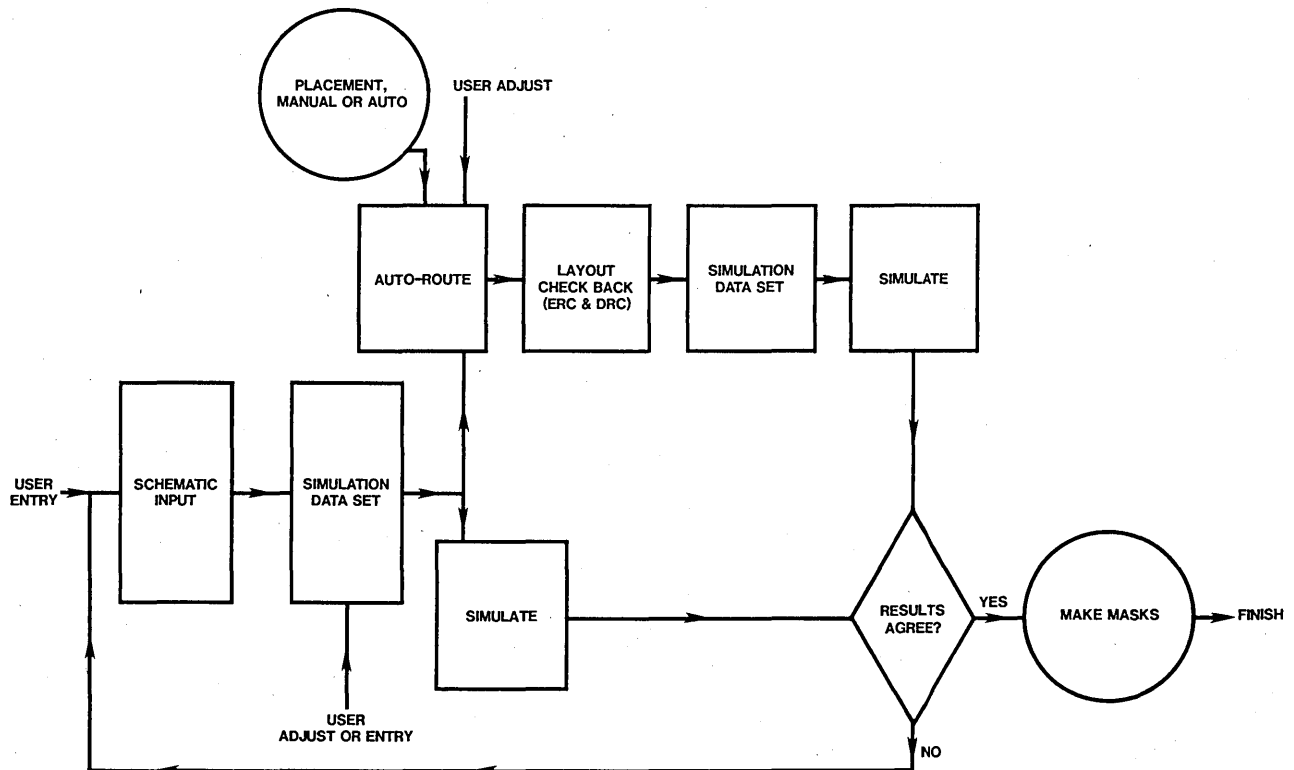 PLACEMENT,
MANUAL OR AUTO
USER ADJUST
AUTO-ROUTE
LAYOUT
CHECK BACK
(ERC & DRC)
SIMULATION
DATA SET
SIMULATE
USER
ENTRY
SCHEMATIC
INPUT
SIMULATION
DATA SET
SIMULATE
RESULTS
AGREE?
YES
MAKE MASKS
FINISH
USER
ADJUST OR ENTRY
NO